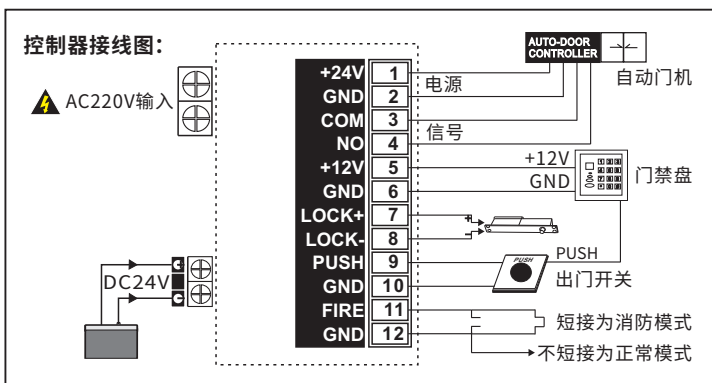 控制器接线图：
AC220V输入
DC24V
+24V 1
GND 2
COM 3
NO 4
+12V 5
GND 6
LOCK+ 7
LOCK- 8
PUSH 9
GND 10
FIRE 11
GND 12
电源
信号
AUTO-DOOR
CONTROLLER
自动门机
+12V
GND
门禁盘
+
-
PUSH
PUSH
出门开关
短接为消防模式
不短接为正常模式